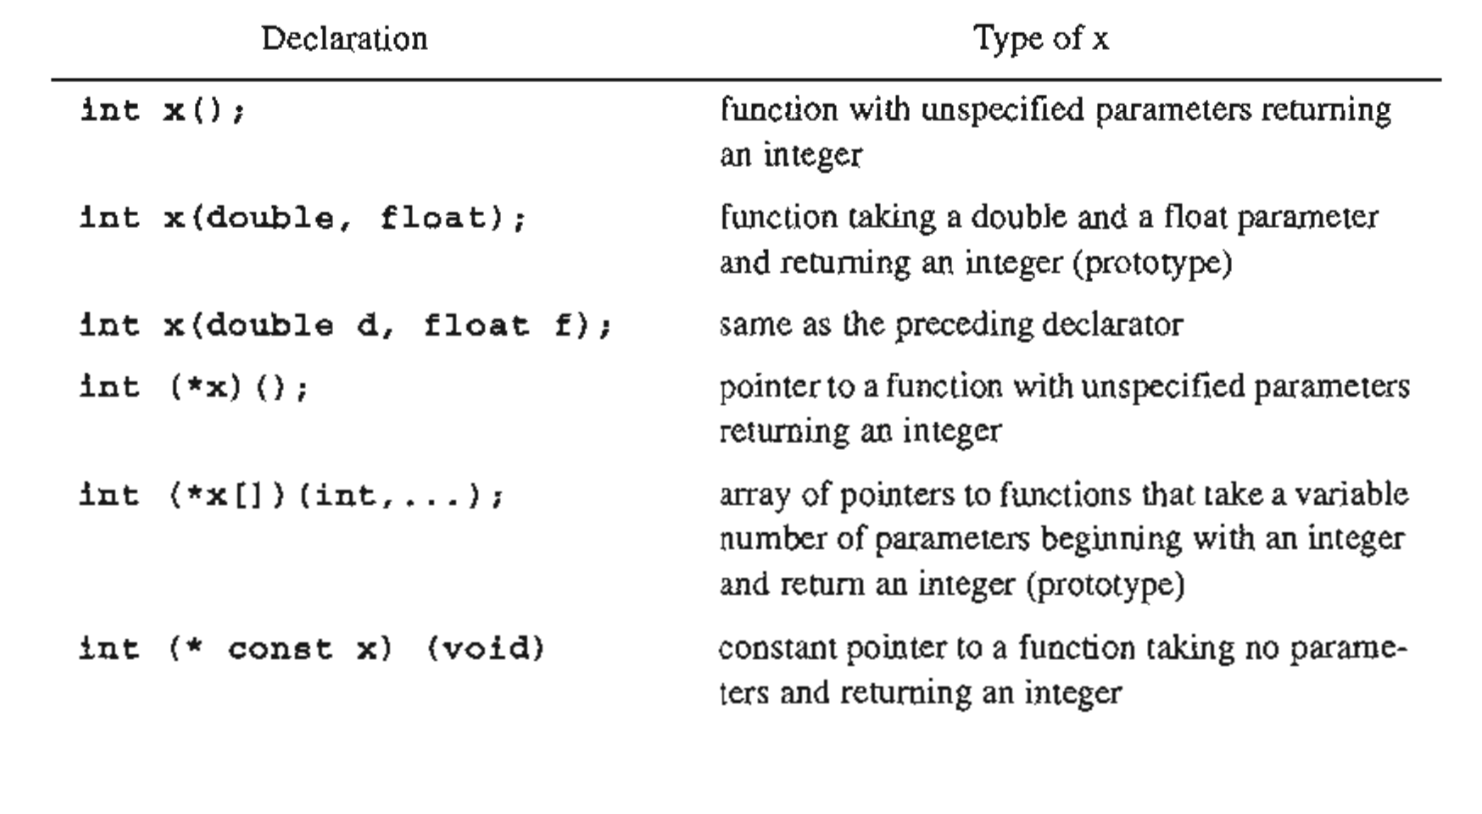 Declaration Type of x
int x(); function with unspecified parameters returning
an integer
int x(double, float); function taking a double and a float parameter
and returning an integer (prototype)
int x(double d, float f); same as the preceding declarator
int (*x)(); pointer to a function with unspecified parameters
returning an integer
int (*x[])(int,...); array of pointers to functions that take a variable
number of parameters beginning with an integer
and return an integer (prototype)
int (* const x) (void) constant pointer to a function taking no parame-
ters and returning an integer